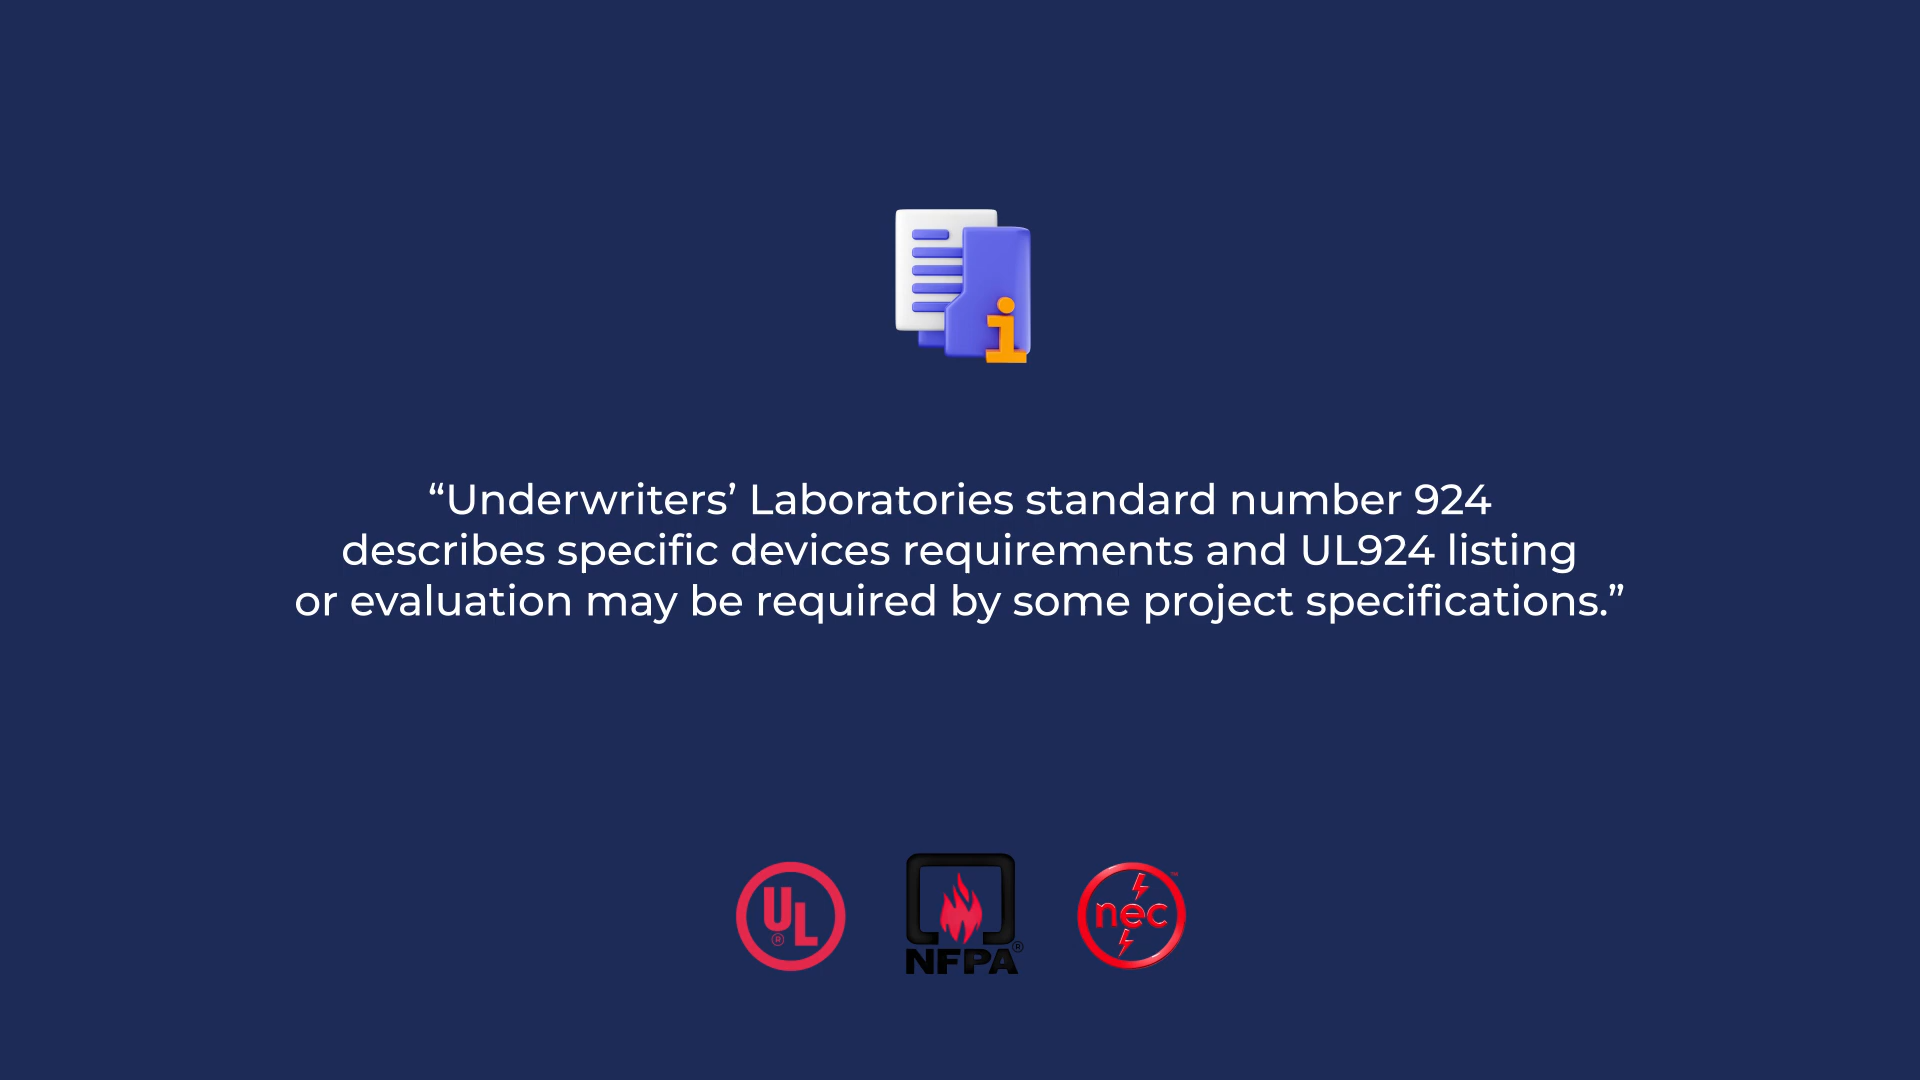 “Underwriters’ Laboratories standard number 924
describes specific devices requirements and UL924 listing
or evaluation may be required by some project specifications.”
UL®
NFPA®
nec™